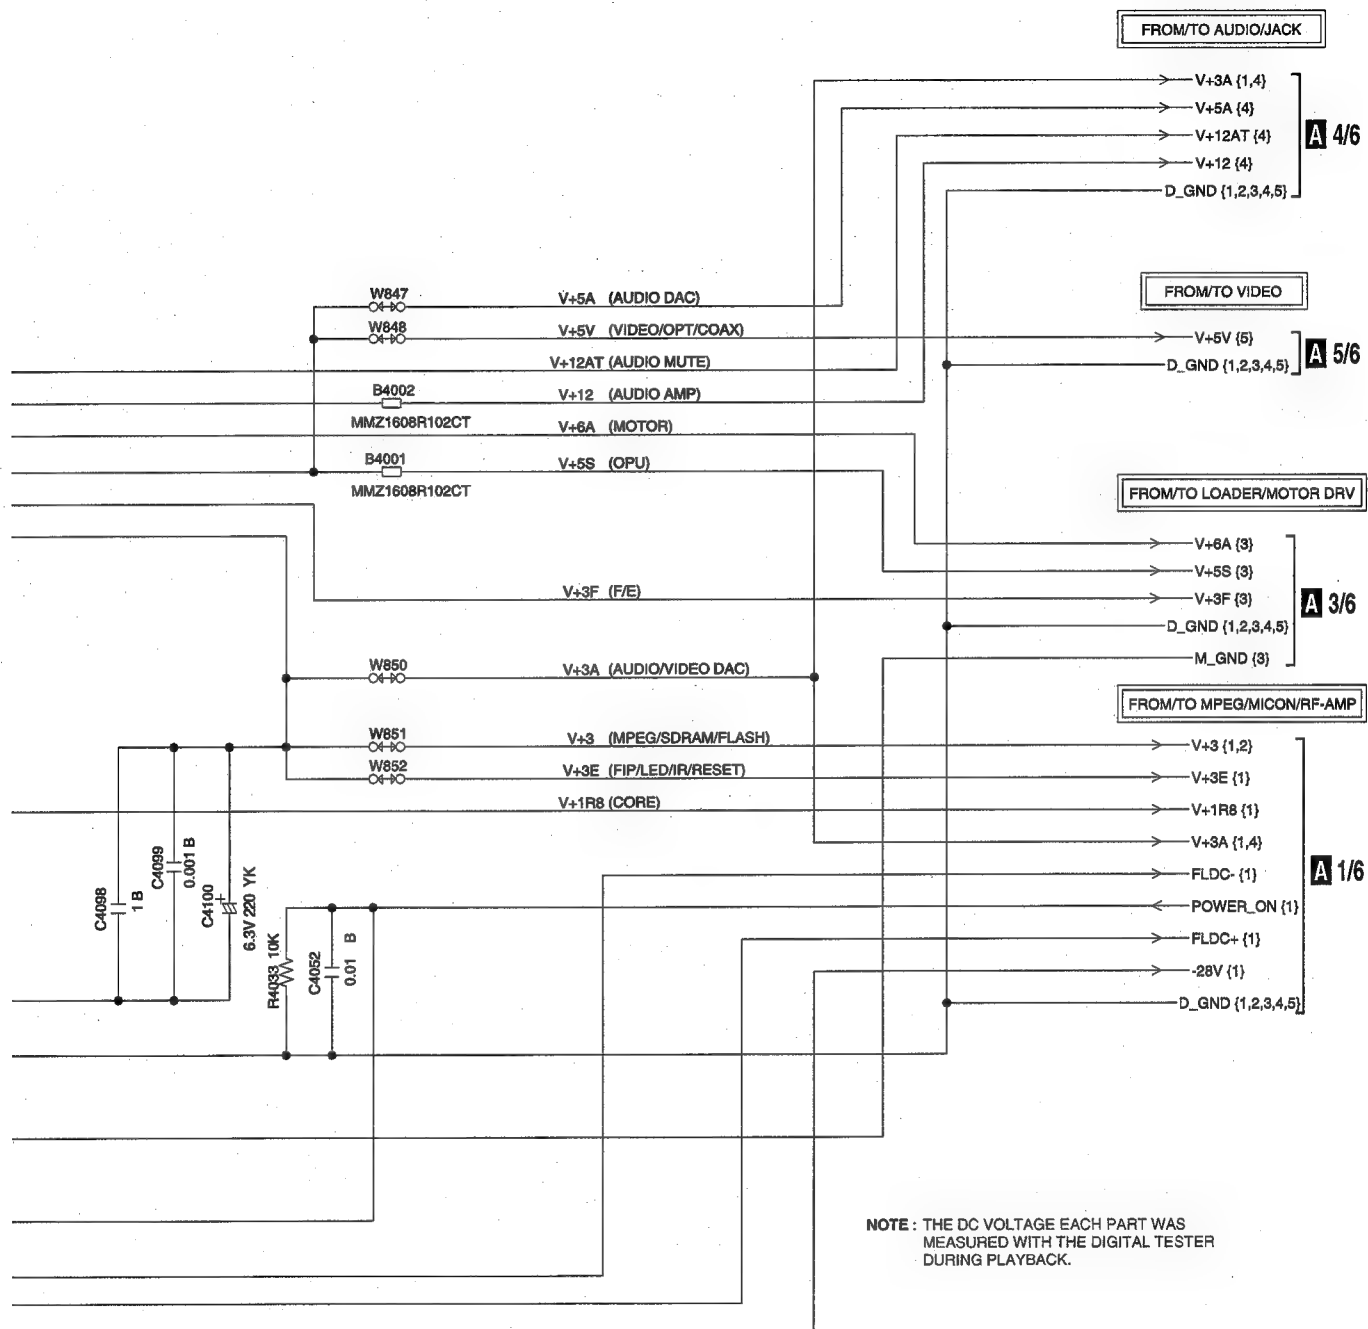 FROM/TO AUDIO/JACK
V+3A {1,4}
V+5A {4}
V+12AT {4}
V+12 {4}
D_GND {1,2,3,4,5}
A 4/6
FROM/TO VIDEO
V+5V {5}
D_GND {1,2,3,4,5}
A 5/6
W847
V+5A (AUDIO DAC)
W848
V+5V (VIDEO/OPT/COAX)
V+12AT (AUDIO MUTE)
B4002
V+12 (AUDIO AMP)
MMZ1608R102CT
V+6A (MOTOR)
B4001
V+5S (OPU)
MMZ1608R102CT
FROM/TO LOADER/MOTOR DRV
V+6A {3}
V+5S {3}
V+3F (F/E)
V+3F {3}
D_GND {1,2,3,4,5}
M_GND {3}
A 3/6
W850
V+3A (AUDIO/VIDEO DAC)
FROM/TO MPEG/MICON/RF-AMP
W851
V+3 (MPEG/SDRAM/FLASH)
V+3 {1,2}
W852
V+3E (FIP/LED/IR/RESET)
V+3E {1}
V+1R8 (CORE)
V+1R8 {1}
V+3A {1,4}
FLDC- {1}
POWER_ON {1}
FLDC+ {1}
-28V {1}
D_GND {1,2,3,4,5}
A 1/6
C4098
1 B
C4099
0.001 B
C4100
+
6.3V 220 YK
R4033 10K
C4052
0.01 B
NOTE : THE DC VOLTAGE EACH PART WAS
MEASURED WITH THE DIGITAL TESTER
DURING PLAYBACK.